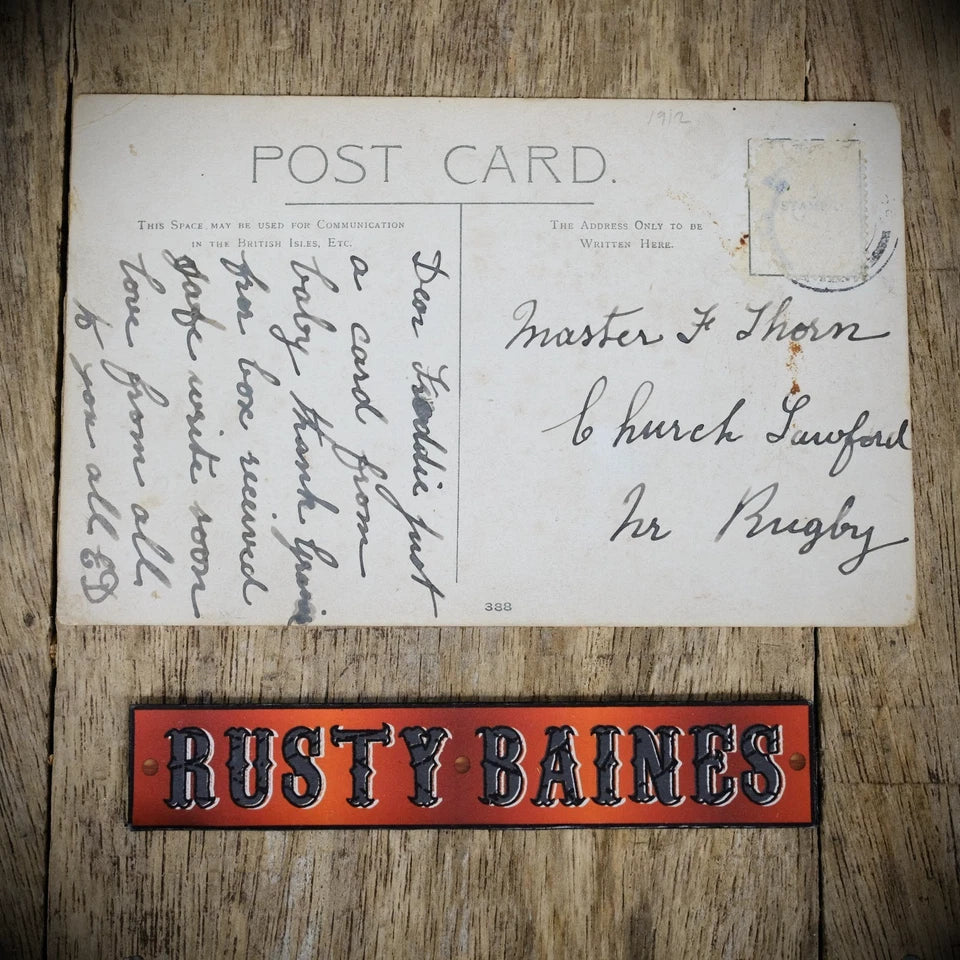 1912
POST CARD.
THIS SPACE MAY BE USED FOR COMMUNICATION
IN THE BRITISH ISLES, ETC.
THE ADDRESS ONLY TO BE
WRITTEN HERE.
Dear Freddie just
a card from
baby thank
for box received
safe write soon
love from all.
to you all ED
Master F Thorn
Church Lawford
Nr Rugby
388
RUSTY BAINES